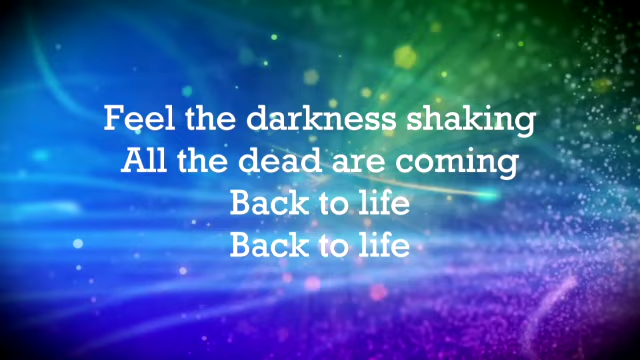 Feel the darkness shaking
All the dead are coming
Back to life
Back to life